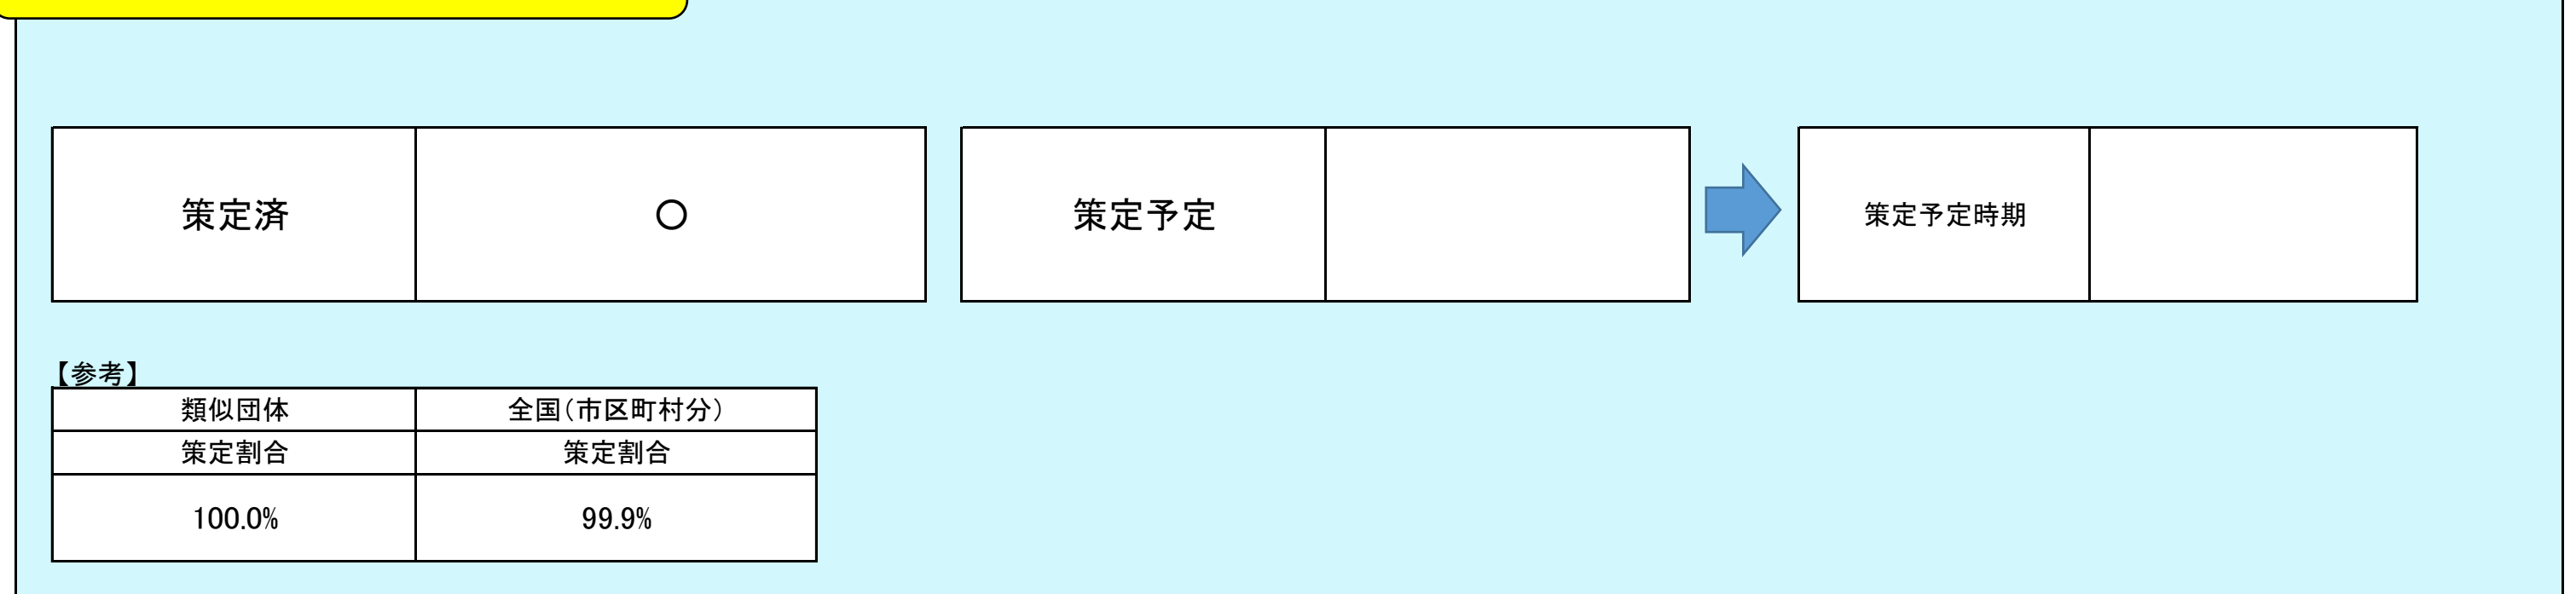 策定済 ○ 策定予定 策定予定時期
【参考】
類似団体 全国(市区町村分)
策定割合 策定割合
100.0% 99.9%